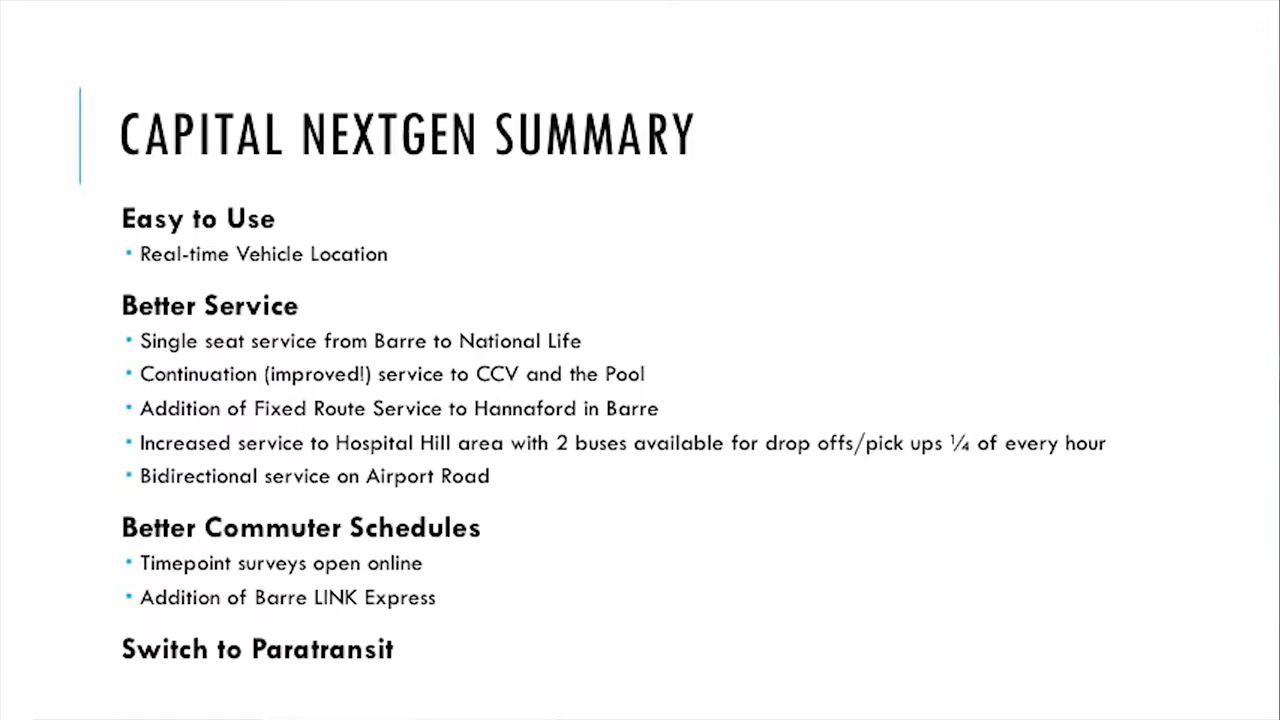 CAPITAL NEXTGEN SUMMARY
Easy to Use
▪ Real-time Vehicle Location
Better Service
▪ Single seat service from Barre to National Life
▪ Continuation (improved!) service to CCV and the Pool
▪ Addition of Fixed Route Service to Hannaford in Barre
▪ Increased service to Hospital Hill area with 2 buses available for drop offs/pick ups ¼ of every hour
▪ Bidirectional service on Airport Road
Better Commuter Schedules
▪ Timepoint surveys open online
▪ Addition of Barre LINK Express
Switch to Paratransit